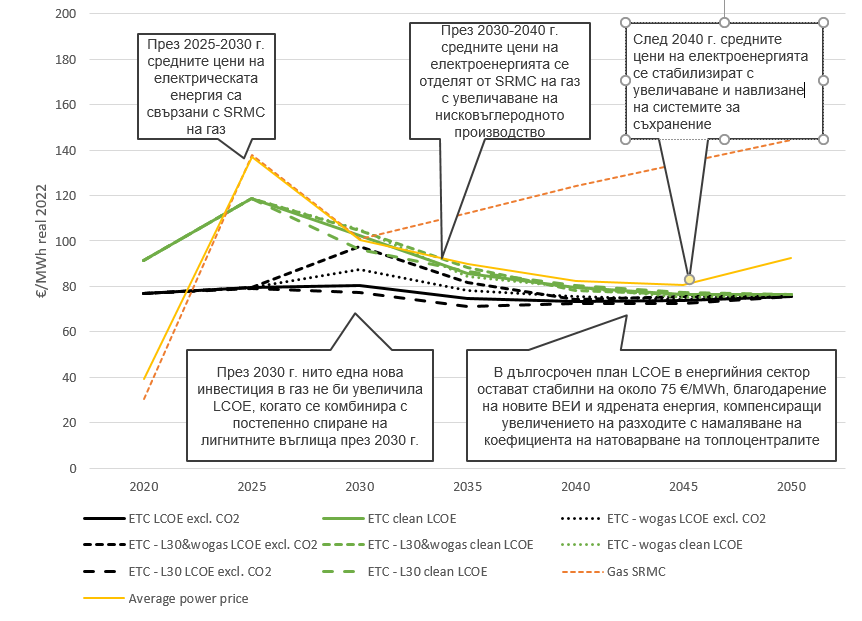 200
180
160
140
120
100
80
60
40
20
0
€/MWh real 2022
През 2025-2030 г.
средните цени на
електрическата
енергия са
свързани с SRMC
на газ
През 2030-2040 г.
средните цени на
електроенергията се
отделят от SRMC на газ
с увеличаване на
нисковъглеродното
производство
След 2040 г. средните
цени на електроенергията
се стабилизират с
увеличаване и навлизане
на системите за
съхранение
През 2030 г. нито една нова
инвестиция в газ не би увеличила
LCOE, когато се комбинира с
постепенно спиране на
лигнитните въглища през 2030 г.
В дългосрочен план LCOE в енергийния сектор
остават стабилни на около 75 €/MWh, благодарение
на новите ВЕИ и ядрената енергия, компенсиращи
увеличението на разходите с намаляване на
коефициента на натоварване на топлоцентралите
2020 2025 2030 2035 2040 2045 2050
ETC LCOE excl. CO2 ETC clean LCOE ETC - wogas LCOE excl. CO2
ETC - L30&wogas LCOE excl. CO2 ETC - L30&wogas clean LCOE ETC - wogas clean LCOE
ETC - L30 LCOE excl. CO2 ETC - L30 clean LCOE Gas SRMC
Average power price